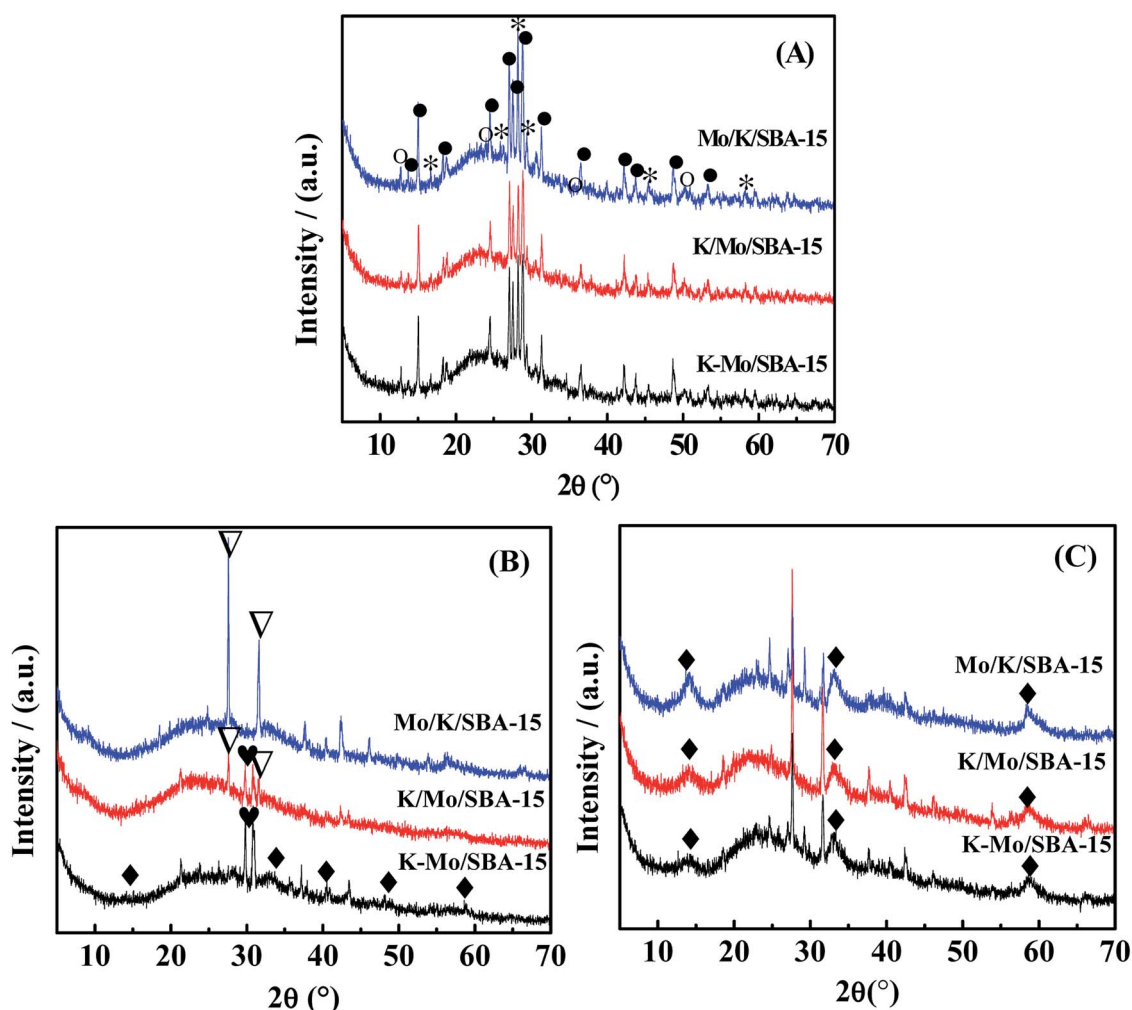 (A)
Mo/K/SBA-15
K/Mo/SBA-15
K-Mo/SBA-15
Intensity / (a.u.)
10 20 30 40 50 60 70
2θ (°)
(B)
Mo/K/SBA-15
K/Mo/SBA-15
K-Mo/SBA-15
Intensity / (a.u.)
10 20 30 40 50 60 70
2θ (°)
(C)
Mo/K/SBA-15
K/Mo/SBA-15
K-Mo/SBA-15
Intensity / (a.u.)
10 20 30 40 50 60 70
2θ(°)